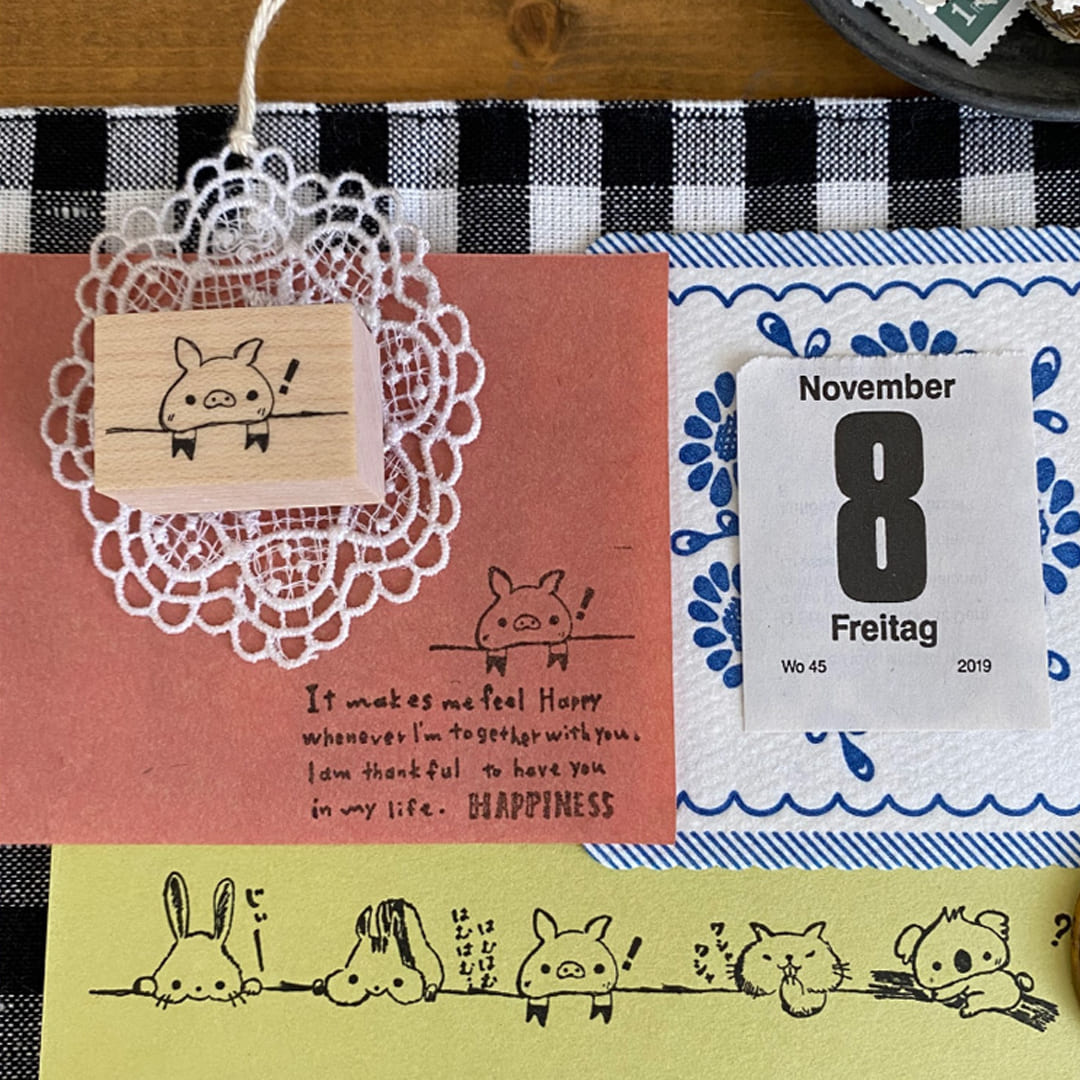 !
November
8
Freitag
Wo 45 2019
!
It makes me feel Happy
whenever I'm together with you.
I am thankful to have you
in my life. HAPPINESS
じぃー
はむはむ
はむはむ
!
ワシャ
ワシャ
?
1